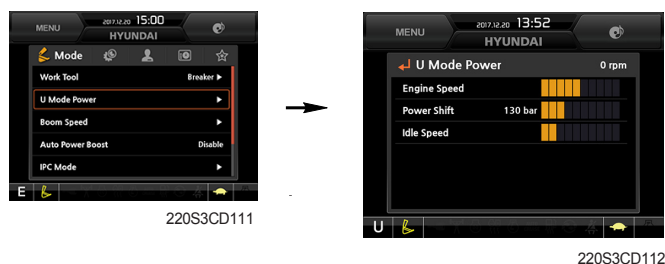 MENU 2017.12.20 15:00
HYUNDAI
Mode
Work Tool Breaker ▶
U Mode Power ▶
Boom Speed ▶
Auto Power Boost Disable
IPC Mode ▶
E
220S3CD111
MENU 2017.12.20 13:52
HYUNDAI
U Mode Power 0 rpm
Engine Speed
Power Shift 130 bar
Idle Speed
U
220S3CD112